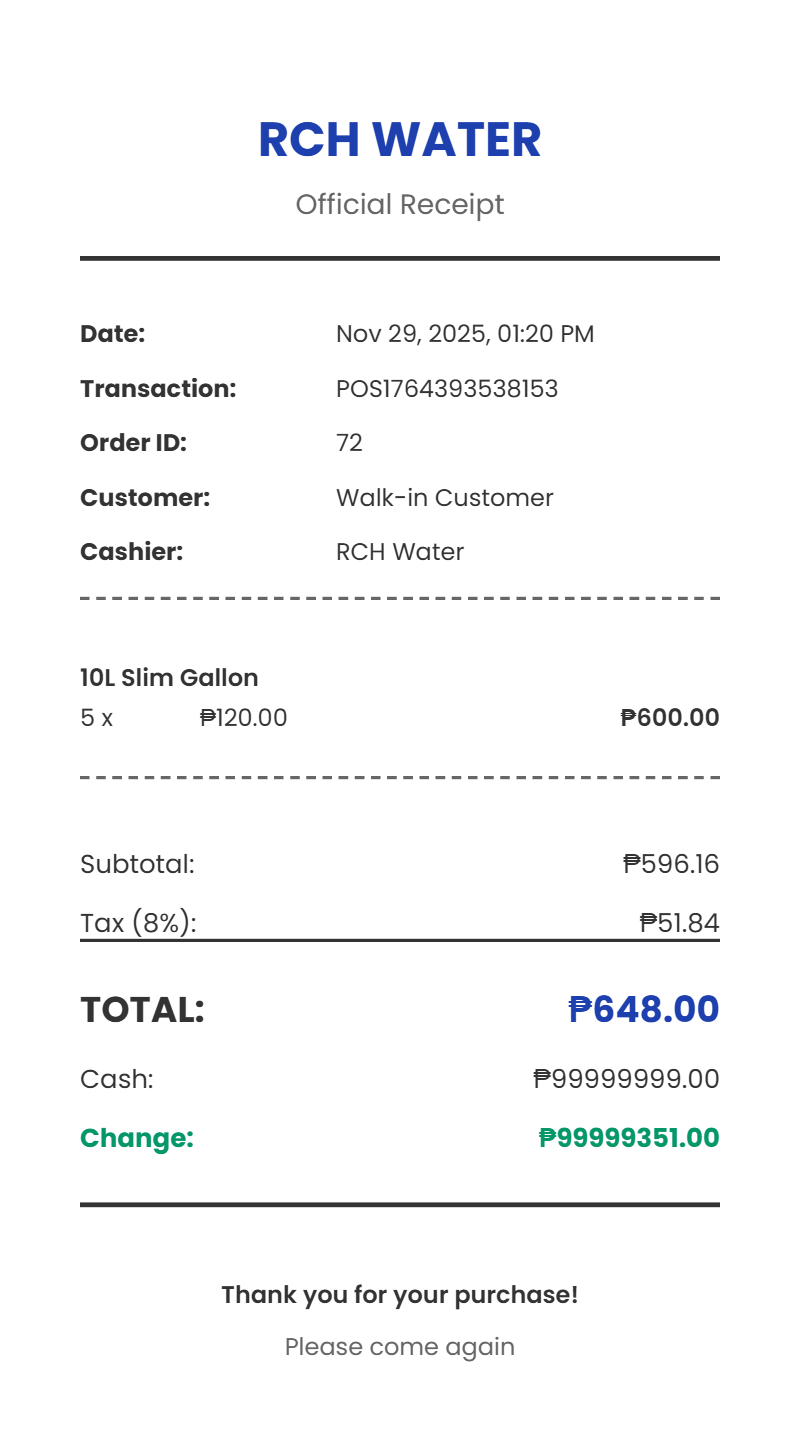 RCH WATER
Official Receipt
Date: Nov 29, 2025, 01:20 PM
Transaction: POS1764393538153
Order ID: 72
Customer: Walk-in Customer
Cashier: RCH Water
10L Slim Gallon
5 x ₱120.00 ₱600.00
Subtotal: ₱596.16
Tax (8%): ₱51.84
TOTAL: ₱648.00
Cash: ₱99999999.00
Change: ₱99999351.00
Thank you for your purchase!
Please come again